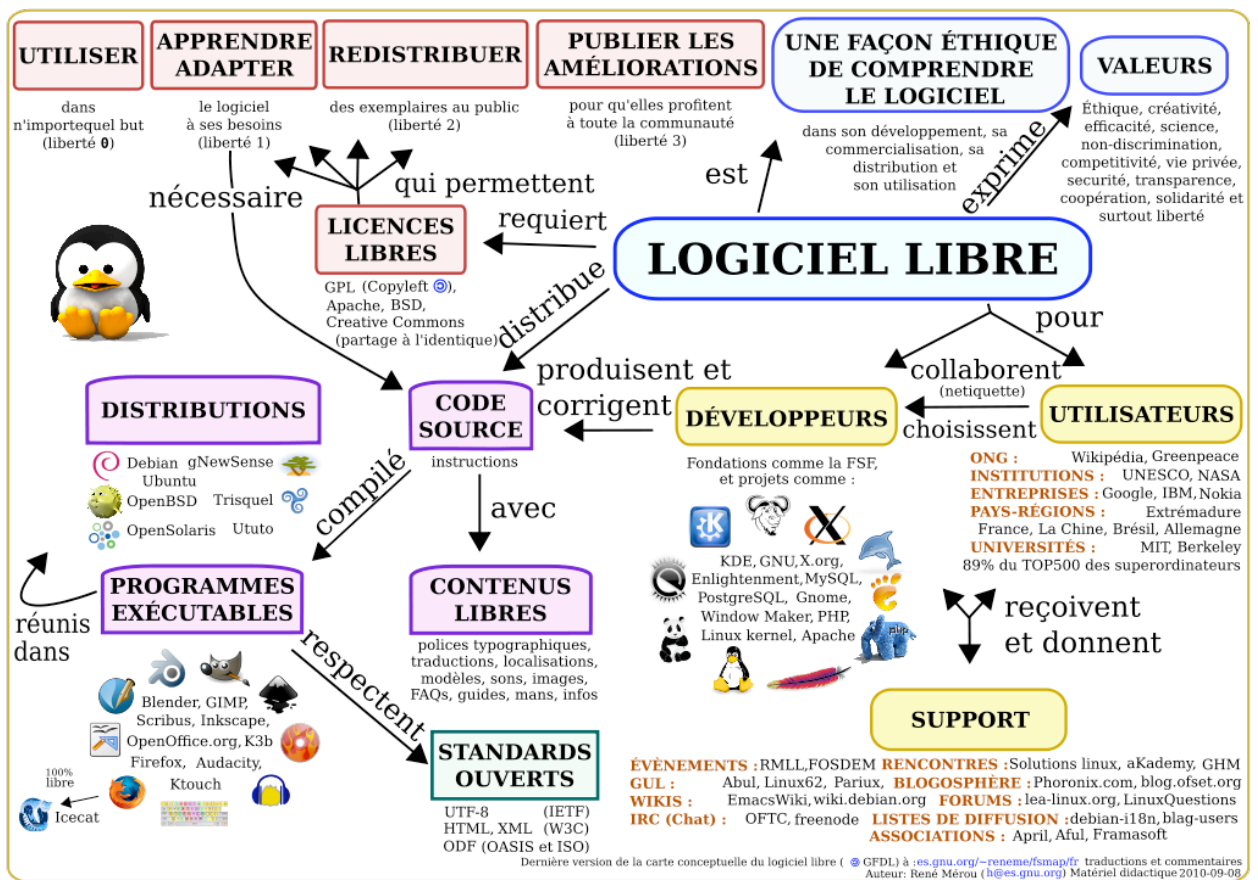 UTILISER
dans
n'importequel but
(liberté 0)
APPRENDRE
ADAPTER
le logiciel
à ses besoins
(liberté 1)
REDISTRIBUER
des exemplaires au public
(liberté 2)
PUBLIER LES
AMÉLIORATIONS
pour qu'elles profitent
à toute la communauté
(liberté 3)
UNE FAÇON ÉTHIQUE
DE COMPRENDRE
LE LOGICIEL
dans son développement, sa
commercialisation, sa
distribution et
son utilisation
VALEURS
Éthique, créativité,
efficacité, science,
non-discrimination,
competitivité, vie privée,
securité, transparence,
coopération, solidarité et
surtout liberté
nécessaire
qui permettent
est
exprime
LICENCES
LIBRES
GPL (Copyleft),
Apache, BSD,
Creative Commons
(partage à l'identique)
requiert
LOGICIEL LIBRE
distribue
pour
DISTRIBUTIONS
Debian gNewSense
Ubuntu
OpenBSD Trisquel
OpenSolaris Ututo
CODE
SOURCE
instructions
produisent et
corrigent
DÉVELOPPEURS
Fondations comme la FSF,
et projets comme :
KDE, GNU, X.org,
Enlightenment, MySQL,
PostgreSQL, Gnome,
Window Maker, PHP,
Linux kernel, Apache
php
collaborent
(netiquette)
choisissent
UTILISATEURS
ONG : Wikipédia, Greenpeace
INSTITUTIONS : UNESCO, NASA
ENTREPRISES : Google, IBM, Nokia
PAYS-RÉGIONS : Extrémadure
France, La Chine, Brésil, Allemagne
UNIVERSITÉS : MIT, Berkeley
89% du TOP500 des superordinateurs
compilé
avec
réunis
dans
PROGRAMMES
EXÉCUTABLES
Blender, GIMP,
Scribus, Inkscape,
OpenOffice.org, K3b
Firefox, Audacity,
Ktouch
100%
libre
Icecat
CONTENUS
LIBRES
polices typographiques,
traductions, localisations,
modèles, sons, images,
FAQs, guides, mans, infos
respectent
STANDARDS
OUVERTS
UTF-8 (IETF)
HTML, XML (W3C)
ODF (OASIS et ISO)
reçoivent
et donnent
SUPPORT
ÉVÈNEMENTS : RMLL, FOSDEM RENCONTRES : Solutions linux, aKademy, GHM
GUL : Abul, Linux62, Pariux, BLOGOSPHÈRE : Phoronix.com, blog.ofset.org
WIKIS : EmacsWiki, wiki.debian.org FORUMS : lea-linux.org, LinuxQuestions
IRC (Chat) : OFTC, freenode LISTES DE DIFFUSION : debian-i18n, blag-users
ASSOCIATIONS : April, Aful, Framasoft
Dernière version de la carte conceptuelle du logiciel libre ( GFDL) à : es.gnu.org/~reneme/fsmap/fr traductions et commentaires
Auteur: René Mérou (h@es.gnu.org) Matériel didactique 2010-09-08